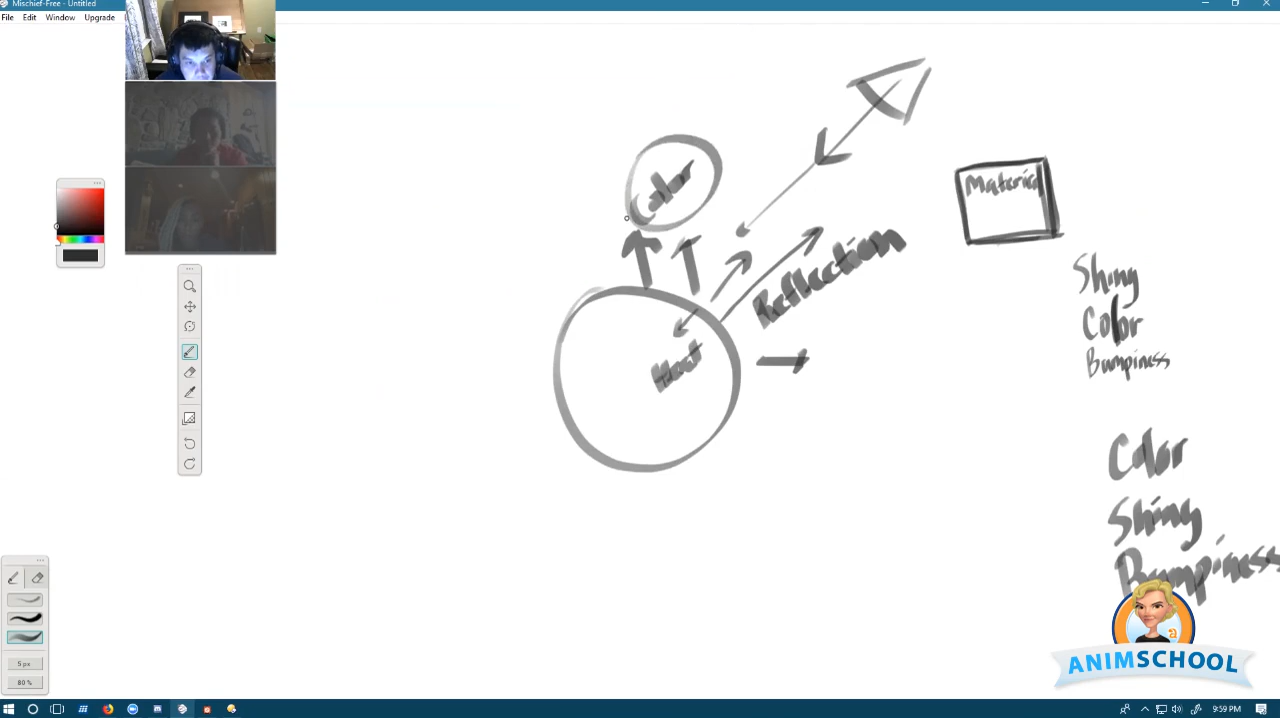 Mischief-Free - Untitled
File Edit Window Upgrade
Color
Material
Reflection
Shiny
Color
Bumpiness
Heat
Color
Shiny
Bumpiness
5 px
80 %
a
ANIMSCHOOL
9:59 PM